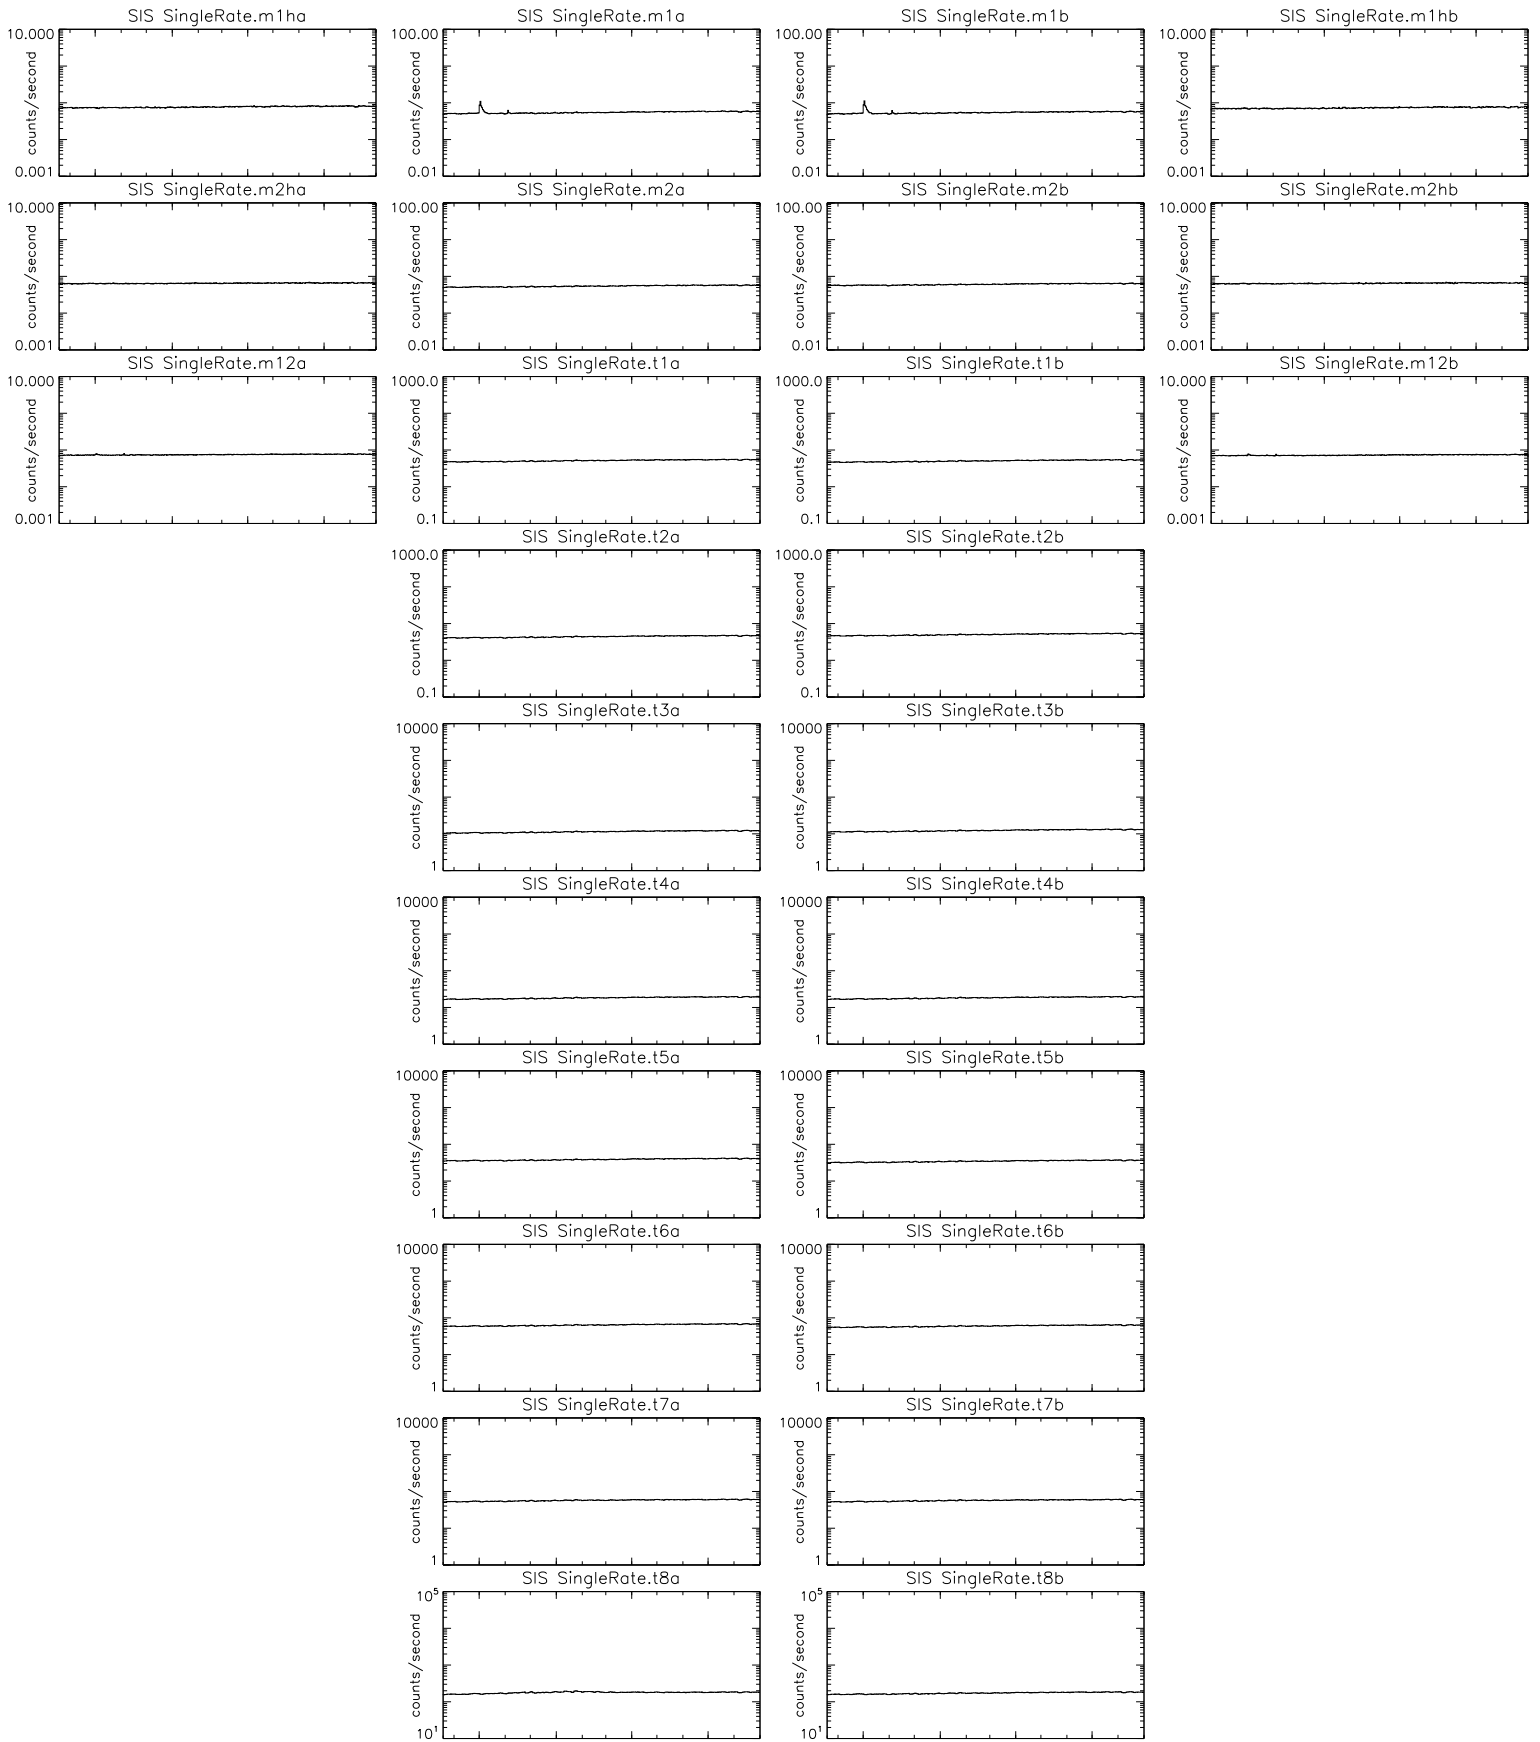 SIS SingleRate.m1ha
10.000
counts/second
0.001
SIS SingleRate.m1a
100.00
counts/second
0.01
SIS SingleRate.m1b
100.00
counts/second
0.01
SIS SingleRate.m1hb
10.000
counts/second
0.001
SIS SingleRate.m2ha
10.000
counts/second
0.001
SIS SingleRate.m2a
100.00
counts/second
0.01
SIS SingleRate.m2b
100.00
counts/second
0.01
SIS SingleRate.m2hb
10.000
counts/second
0.001
SIS SingleRate.m12a
10.000
counts/second
0.001
SIS SingleRate.t1a
1000.0
counts/second
0.1
SIS SingleRate.t1b
1000.0
counts/second
0.1
SIS SingleRate.m12b
10.000
counts/second
0.001
SIS SingleRate.t2a
1000.0
counts/second
0.1
SIS SingleRate.t2b
1000.0
counts/second
0.1
SIS SingleRate.t3a
10000
counts/second
1
SIS SingleRate.t3b
10000
counts/second
1
SIS SingleRate.t4a
10000
counts/second
1
SIS SingleRate.t4b
10000
counts/second
1
SIS SingleRate.t5a
10000
counts/second
1
SIS SingleRate.t5b
10000
counts/second
1
SIS SingleRate.t6a
10000
counts/second
1
SIS SingleRate.t6b
10000
counts/second
1
SIS SingleRate.t7a
10000
counts/second
1
SIS SingleRate.t7b
10000
counts/second
1
SIS SingleRate.t8a
10⁵
counts/second
10¹
SIS SingleRate.t8b
10⁵
counts/second
10¹